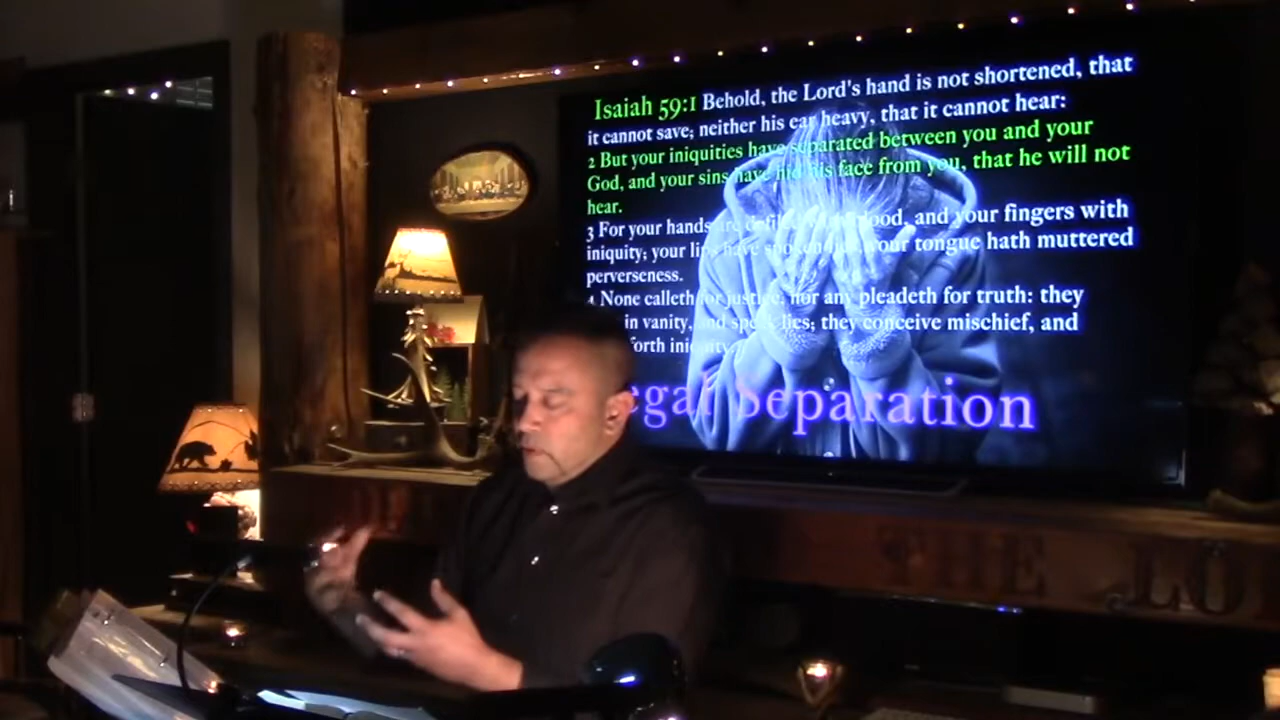 Isaiah 59:1 Behold, the Lord's hand is not shortened, that
it cannot save; neither his ear heavy, that it cannot hear:
2 But your iniquities have separated between you and your
God, and your sins have hid his face from you, that he will not
hear.
3 For your hands are defiled blood, and your fingers with
iniquity; your lips have spoken lies, your tongue hath muttered
perverseness.
4 None calleth for justice, nor any pleadeth for truth: they
in vanity, and speak lies; they conceive mischief, and
forth iniquity.
egal Separation
THE LO